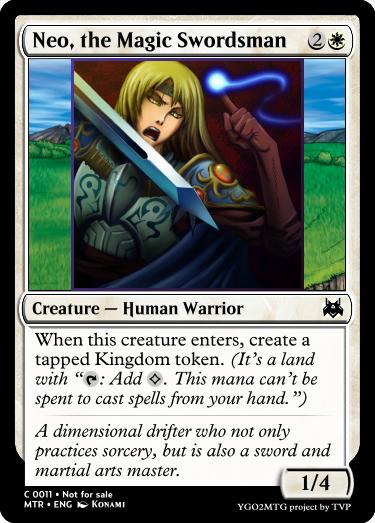 Neo, the Magic Swordsman 2
Creature — Human Warrior
When this creature enters, create a
tapped Kingdom token. (It's a land
with “: Add . This mana can't be
spent to cast spells from your hand.”)
A dimensional drifter who not only
practices sorcery, but is also a sword and
martial arts master.
1/4
C 0011 • Not for sale
MTR • ENG KONAMI
YGO2MTG project by TVP